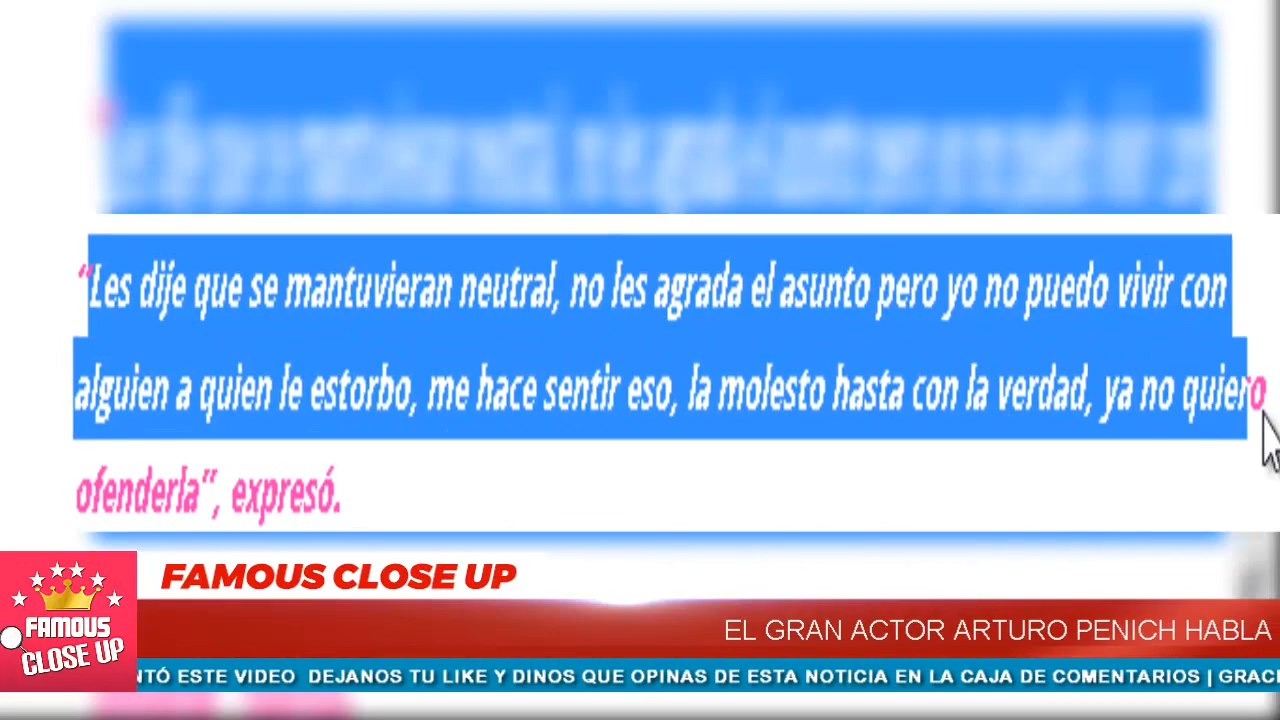 “Les dije que se mantuvieran neutral, no les agrada el asunto pero yo no puedo vivir con
alguien a quien le estorbo, me hace sentir eso, la molesto hasta con la verdad, ya no quiero
ofenderla”, expresó.
FAMOUS CLOSE UP
EL GRAN ACTOR ARTURO PENICH HABLA
FAMOUS
CLOSE UP
NTÓ ESTE VIDEO DEJANOS TU LIKE Y DINOS QUE OPINAS DE ESTA NOTICIA EN LA CAJA DE COMENTARIOS | GRACI